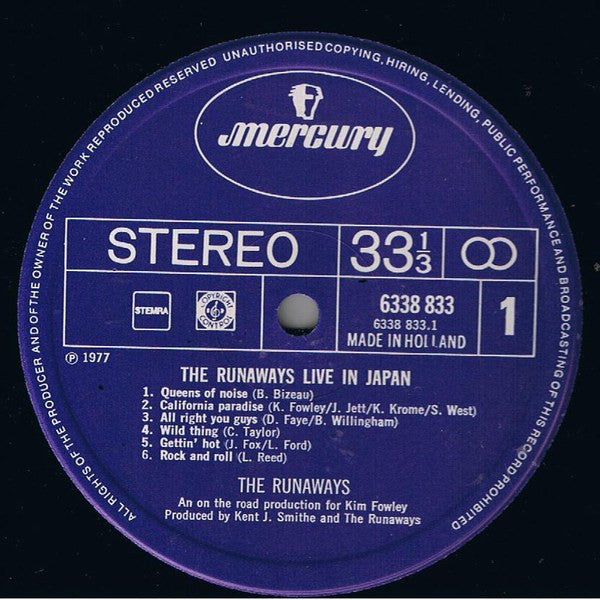 ALL RIGHTS OF THE PRODUCER AND OF THE OWNER OF THE WORK REPRODUCED RESERVED UNAUTHORISED COPYING, HIRING, LENDING, PUBLIC PERFORMANCE AND BROADCASTING OF THIS RECORD PROHIBITED
mercury
STEREO 33 1/3
STEMRA COPYRIGHT CONTROL
6338 833
6338 833.1
MADE IN HOLLAND
1
℗ 1977
THE RUNAWAYS LIVE IN JAPAN
1. Queens of noise (B. Bizeau)
2. California paradise (K. Fowley/J. Jett/K. Krome/S. West)
3. All right you guys (D. Faye/B. Willingham)
4. Wild thing (C. Taylor)
5. Gettin' hot (J. Fox/L. Ford)
6. Rock and roll (L. Reed)
THE RUNAWAYS
An on the road production for Kim Fowley
Produced by Kent J. Smithe and The Runaways